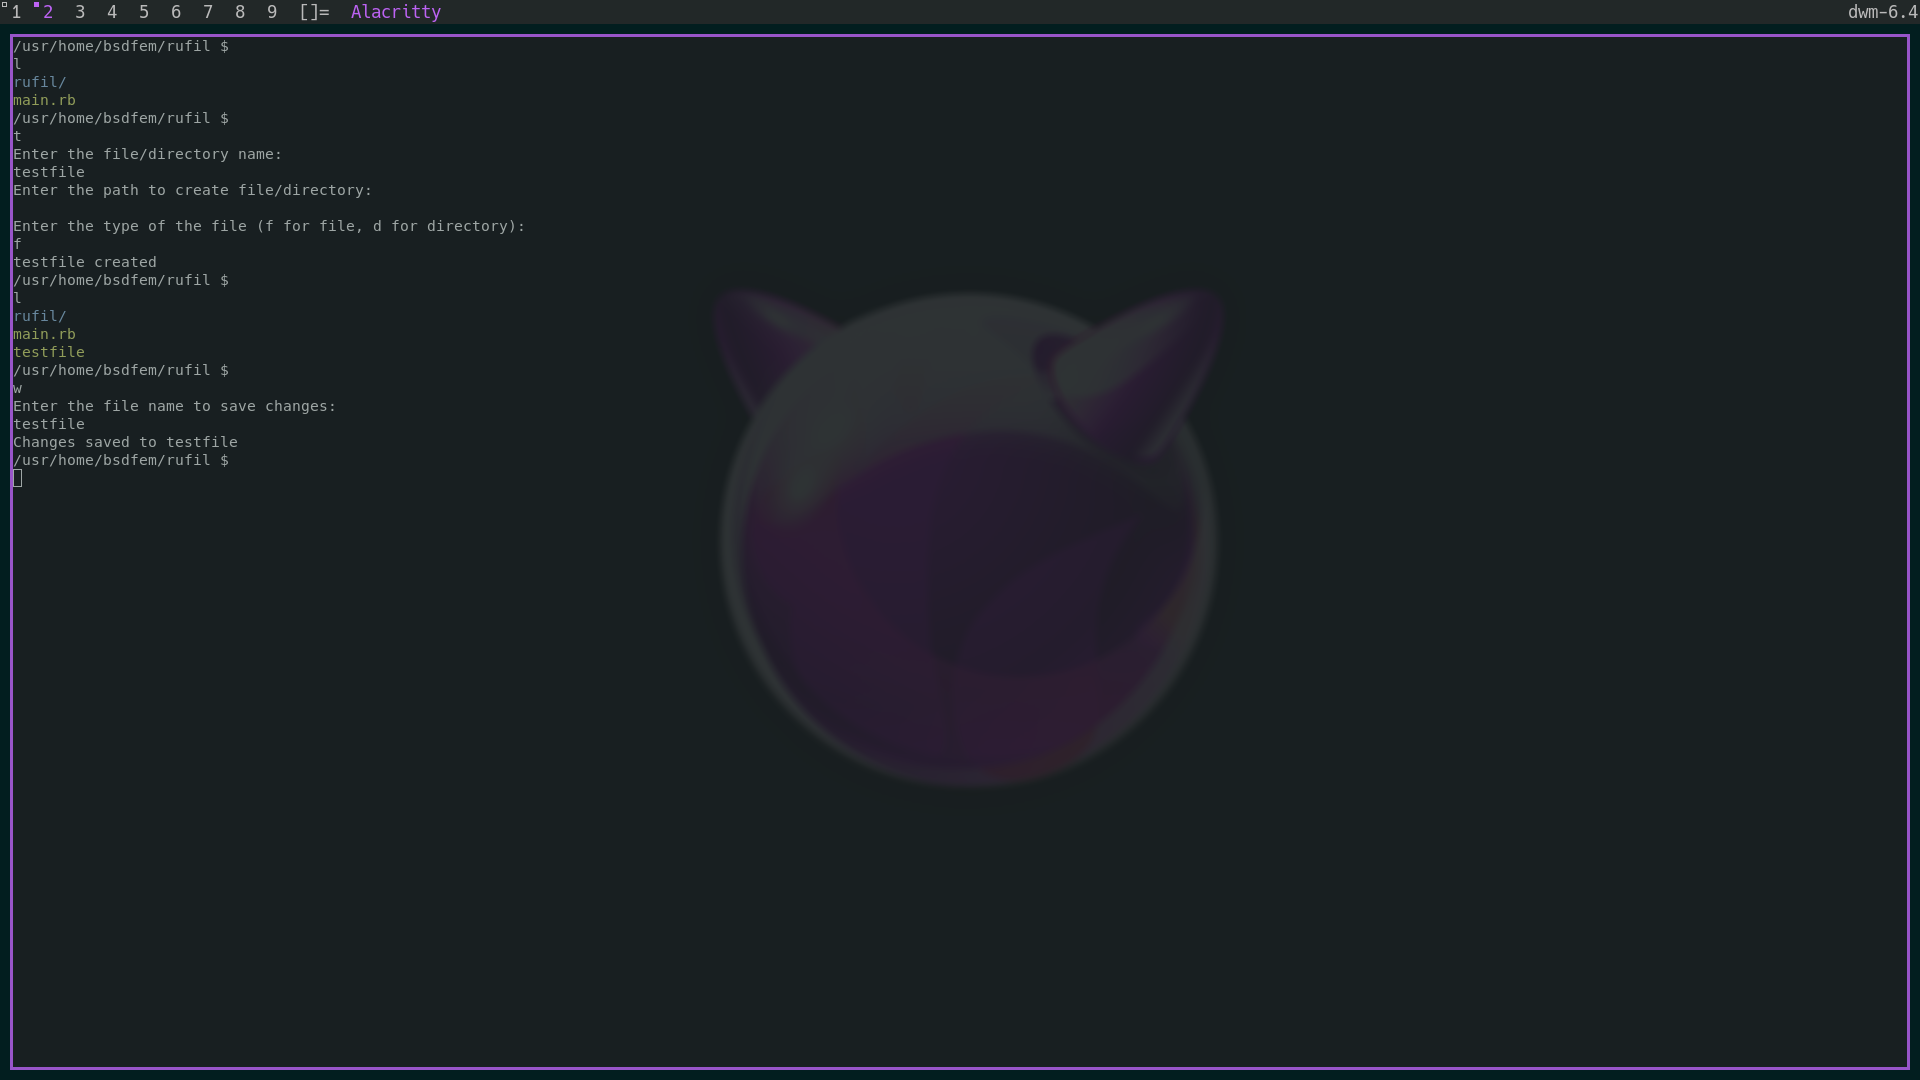 1 2 3 4 5 6 7 8 9 []= Alacritty dwm-6.4
/usr/home/bsdfem/rufil $
l
rufil/
main.rb
/usr/home/bsdfem/rufil $
t
Enter the file/directory name:
testfile
Enter the path to create file/directory:

Enter the type of the file (f for file, d for directory):
f
testfile created
/usr/home/bsdfem/rufil $
l
rufil/
main.rb
testfile
/usr/home/bsdfem/rufil $
w
Enter the file name to save changes:
testfile
Changes saved to testfile
/usr/home/bsdfem/rufil $